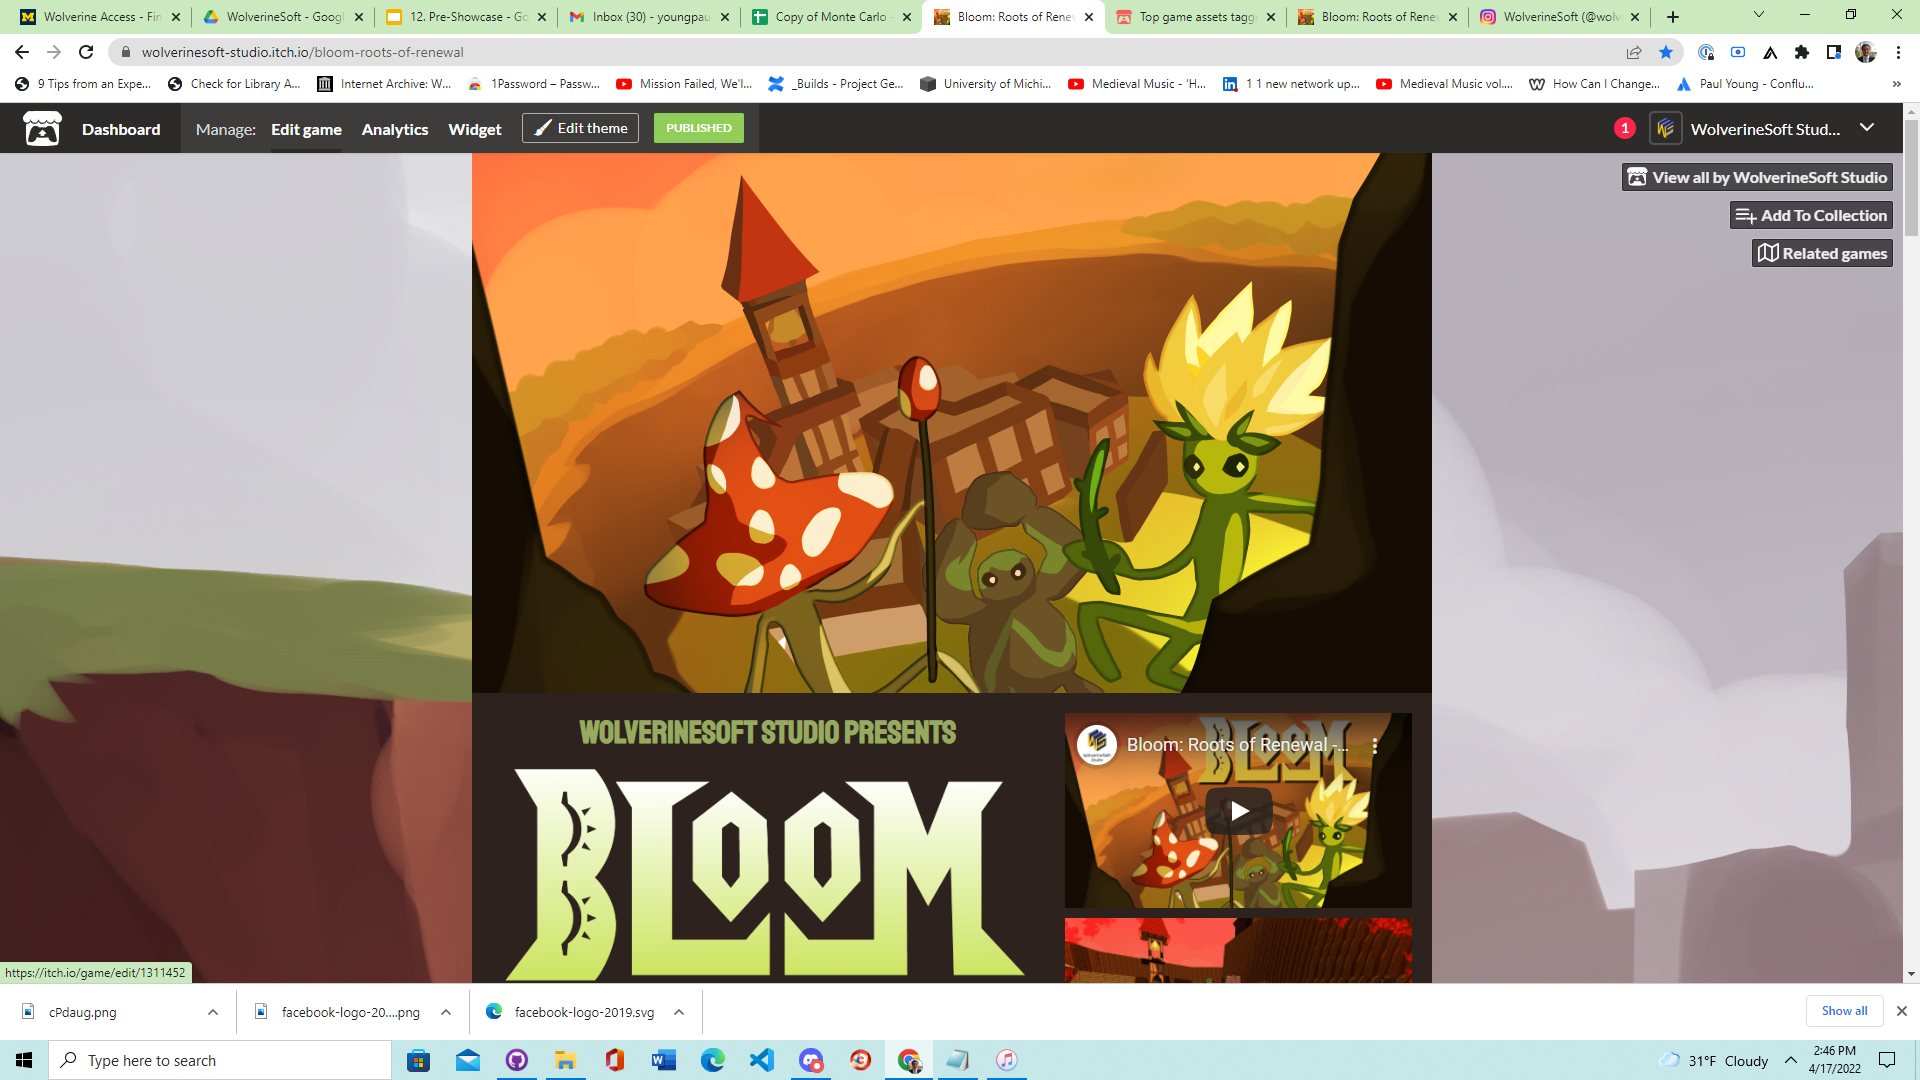 Wolverine Access - Fin
WolverineSoft - Googl
12. Pre-Showcase - Go
Inbox (30) - youngpau
Copy of Monte Carlo -
Bloom: Roots of Renew
Top game assets tagg
Bloom: Roots of Rene
WolverineSoft (@wolv
wolverinesoft-studio.itch.io/bloom-roots-of-renewal
9 Tips from an Expe...
Check for Library A...
Internet Archive: W...
1Password – Passw...
Mission Failed, We'l...
_Builds - Project Ge...
University of Michi...
Medieval Music - 'H...
1 1 new network up...
Medieval Music vol....
How Can I Change...
Paul Young - Conflu...
»
Dashboard
Manage:
Edit game
Analytics
Widget
Edit theme
PUBLISHED
1
WolverineSoft Stud...
View all by WolverineSoft Studio
Add To Collection
Related games
WOLVERINESOFT STUDIO PRESENTS
BLOOM
Bloom: Roots of Renewal -...
BLOOM
https://itch.io/game/edit/1311452
cPdaug.png
facebook-logo-20....png
facebook-logo-2019.svg
Show all
Type here to search
31°F Cloudy
2:46 PM
4/17/2022